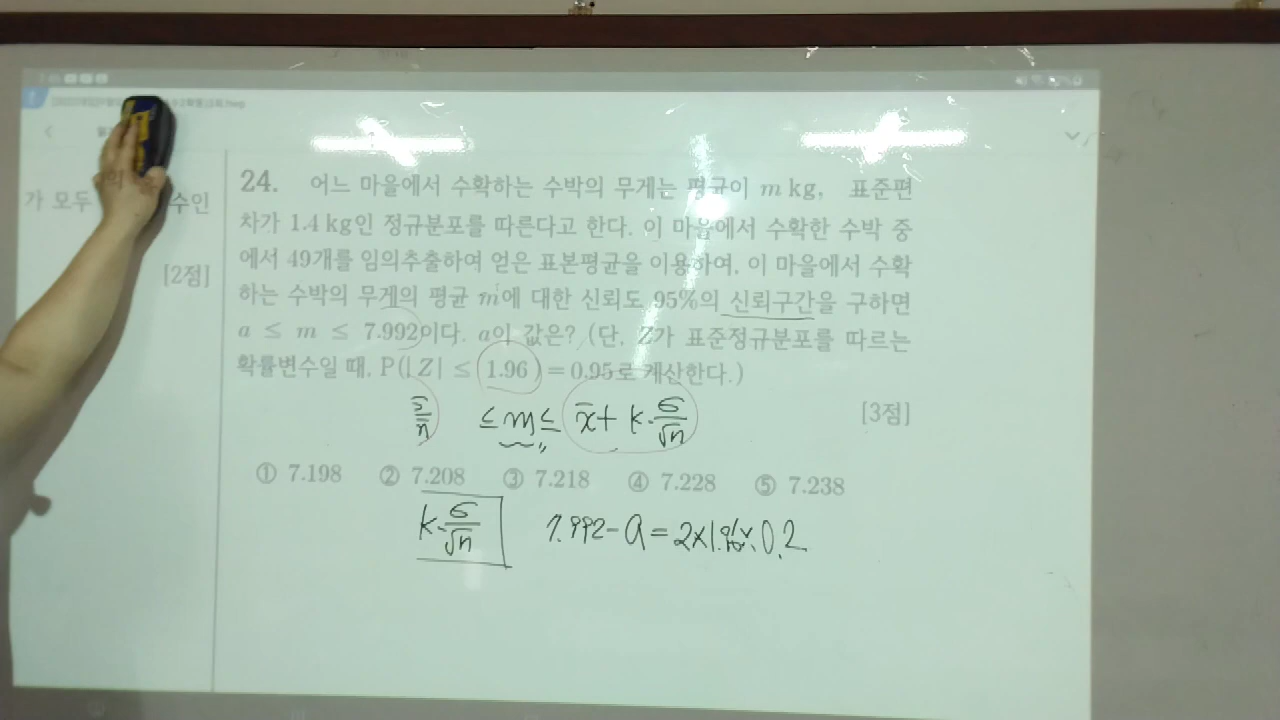 가 모두
수인
[2점]
24. 어느 마을에서 수확하는 수박의 무게는 평균이 m kg, 표준편
차가 1.4 kg인 정규분포를 따른다고 한다. 이 마을에서 수확한 수박 중
에서 49개를 임의추출하여 얻은 표본평균을 이용하여, 이 마을에서 수확
하는 수박의 무게의 평균 m에 대한 신뢰도 95%의 신뢰구간을 구하면
a ≤ m ≤ 7.992이다. a의 값은? (단, Z가 표준정규분포를 따르는
확률변수일 때, P(|Z| ≤ 1.96) = 0.95로 계산한다.)
≤ m ≤ x̄ + k·σ/√n
[3점]
① 7.198 ② 7.208 ③ 7.218 ④ 7.228 ⑤ 7.238
k·σ/√n 7.992 - a = 2×1.96×0.2